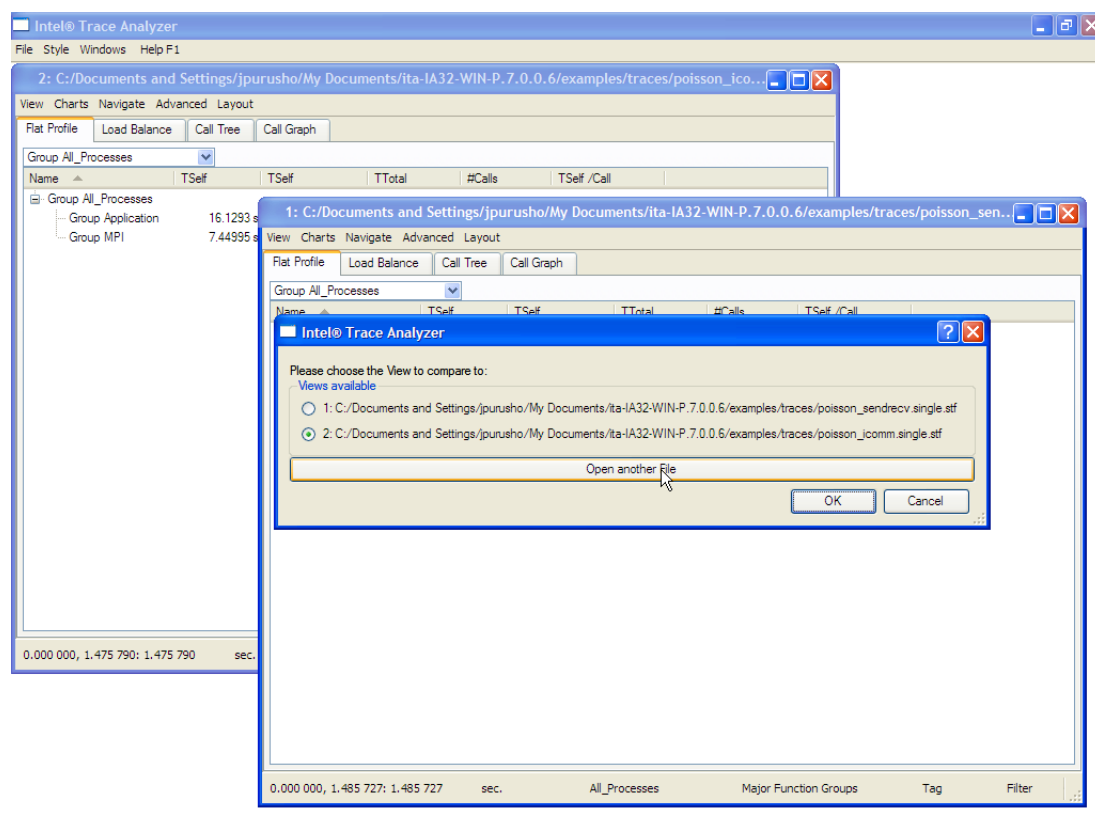 Intel® Trace Analyzer
File Style Windows Help F1
2: C:/Documents and Settings/jpurusho/My Documents/ita-IA32-WIN-P.7.0.0.6/examples/traces/poisson_ico...
View Charts Navigate Advanced Layout
Flat Profile Load Balance Call Tree Call Graph
Group All_Processes
Name TSelf TSelf TTotal #Calls TSelf /Call
Group All_Processes
Group Application 16.1293 s
Group MPI 7.44995 s
0.000 000, 1.475 790: 1.475 790 sec.
1: C:/Documents and Settings/jpurusho/My Documents/ita-IA32-WIN-P.7.0.0.6/examples/traces/poisson_sen...
View Charts Navigate Advanced Layout
Flat Profile Load Balance Call Tree Call Graph
Group All_Processes
Name TSelf TSelf TTotal #Calls TSelf /Call
Intel® Trace Analyzer
Please choose the View to compare to:
Views available
1: C:/Documents and Settings/jpurusho/My Documents/ita-IA32-WIN-P.7.0.0.6/examples/traces/poisson_sendrecv.single.stf
2: C:/Documents and Settings/jpurusho/My Documents/ita-IA32-WIN-P.7.0.0.6/examples/traces/poisson_icomm.single.stf
Open another File
OK Cancel
0.000 000, 1.485 727: 1.485 727 sec. All_Processes Major Function Groups Tag Filter